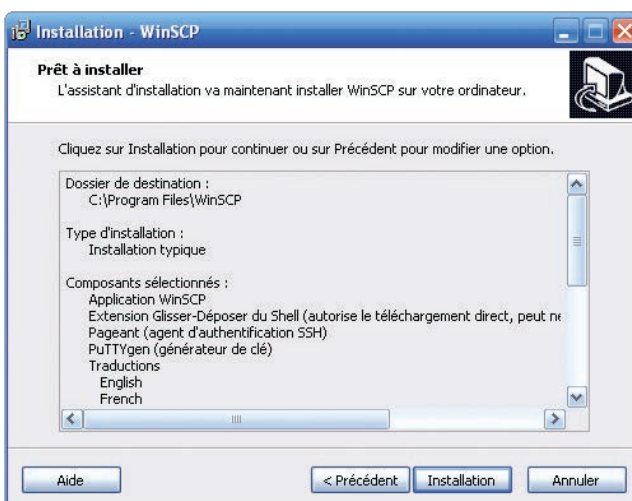 Installation - WinSCP
Prêt à installer
L'assistant d'installation va maintenant installer WinSCP sur votre ordinateur.
Cliquez sur Installation pour continuer ou sur Précédent pour modifier une option.
Dossier de destination :
C:\Program Files\WinSCP
Type d'installation :
Installation typique
Composants sélectionnés :
Application WinSCP
Extension Glisser-Déposer du Shell (autorise le téléchargement direct, peut ne
Pageant (agent d'authentification SSH)
PuTTYgen (générateur de clé)
Traductions
English
French
Aide < Précédent Installation Annuler